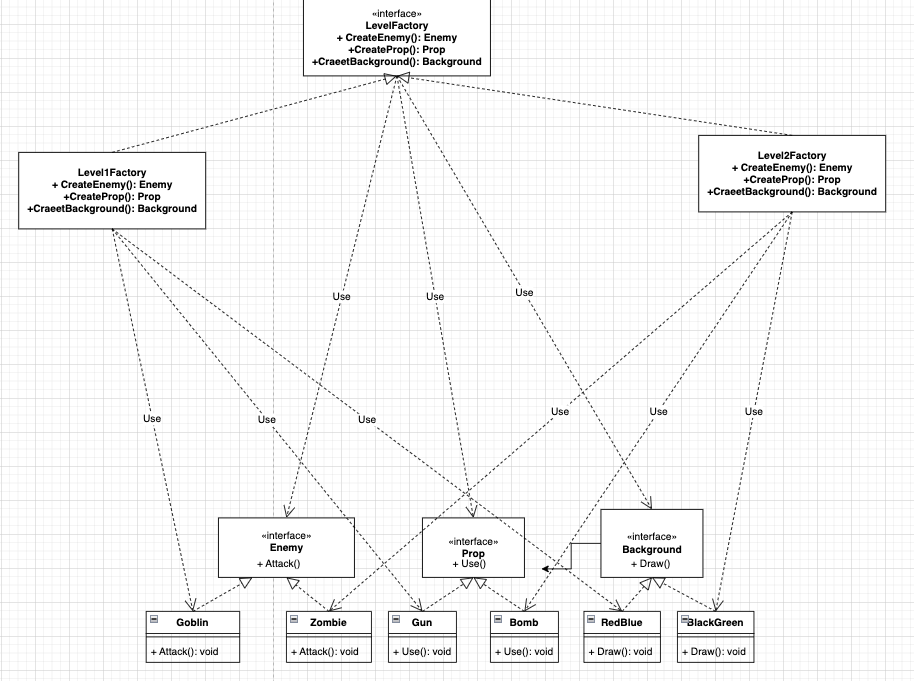 «interface»
LevelFactory
+ CreateEnemy(): Enemy
+CreateProp(): Prop
+CraeetBackground(): Background
Level1Factory
+ CreateEnemy(): Enemy
+CreateProp(): Prop
+CraeetBackground(): Background
Level2Factory
+ CreateEnemy(): Enemy
+CreateProp(): Prop
+CraeetBackground(): Background
Use
Use
Use
Use
Use
Use
Use
Use
Use
«interface»
Enemy
+ Attack()
«interface»
Prop
+ Use()
«interface»
Background
+ Draw()
Goblin
+ Attack(): void
Zombie
+ Attack(): void
Gun
+ Use(): void
Bomb
+ Use(): void
RedBlue
+ Draw(): void
BlackGreen
+ Draw(): void